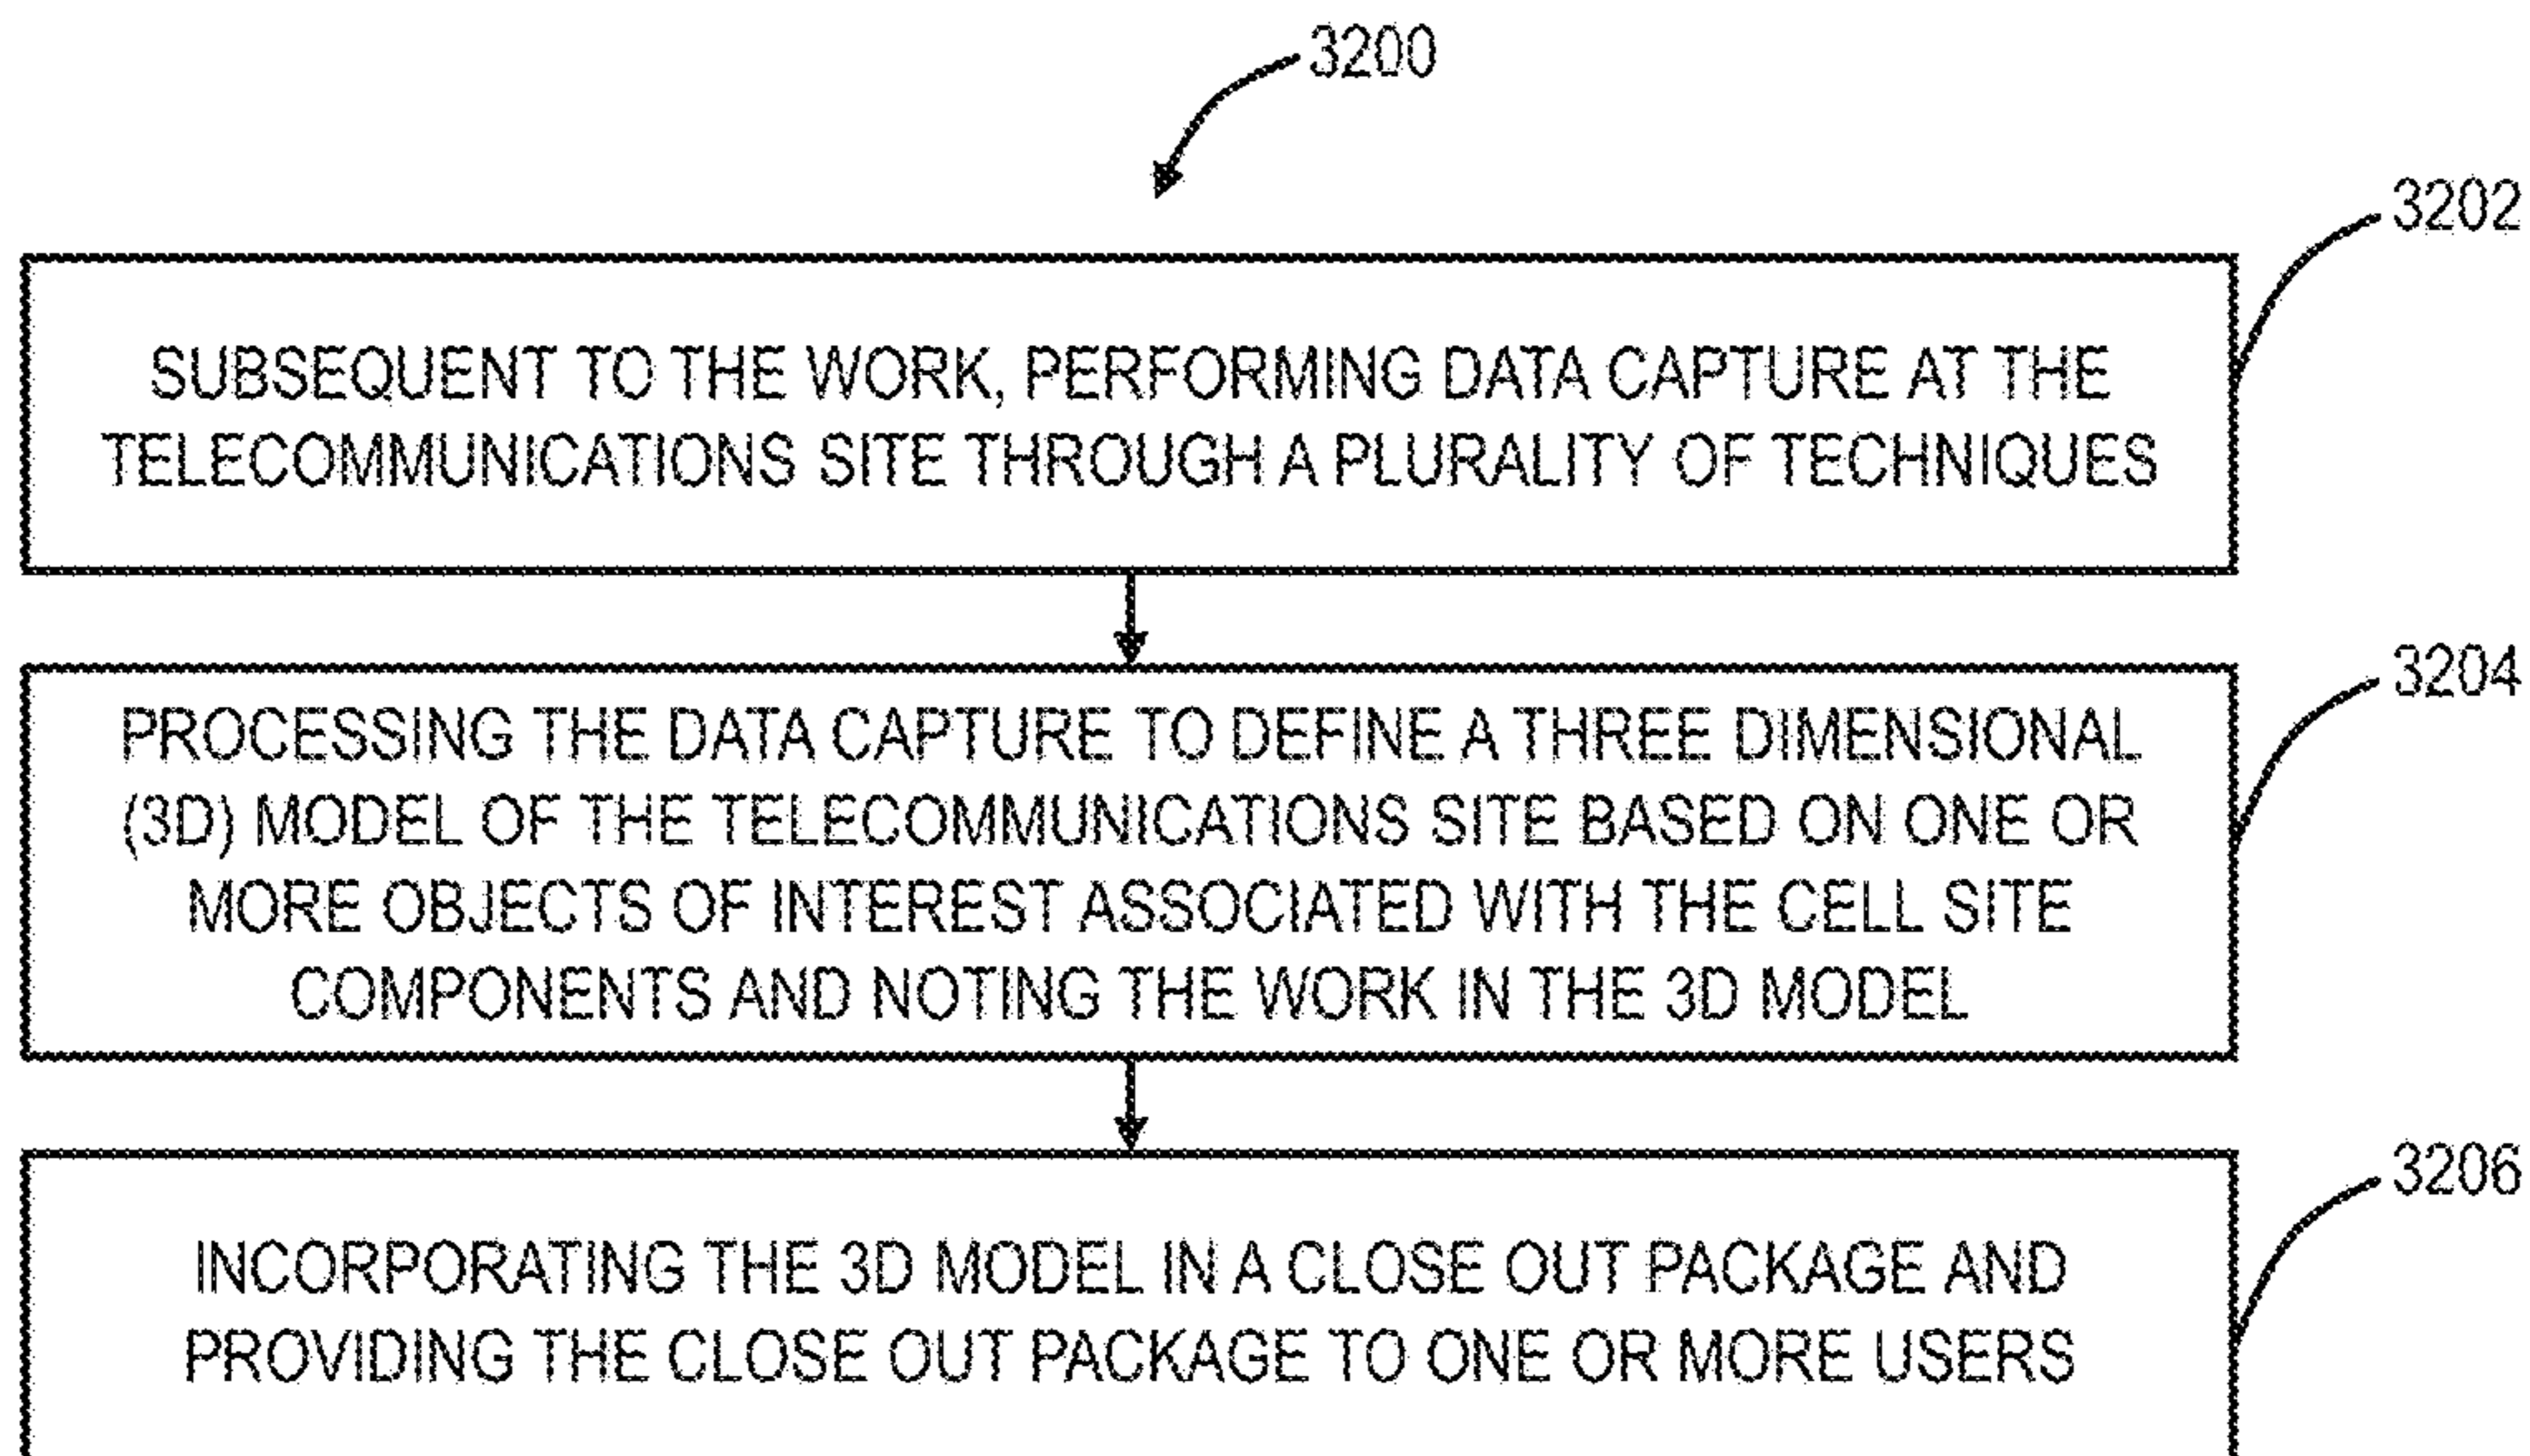 3200
3202
SUBSEQUENT TO THE WORK, PERFORMING DATA CAPTURE AT THE
TELECOMMUNICATIONS SITE THROUGH A PLURALITY OF TECHNIQUES
3204
PROCESSING THE DATA CAPTURE TO DEFINE A THREE DIMENSIONAL
(3D) MODEL OF THE TELECOMMUNICATIONS SITE BASED ON ONE OR
MORE OBJECTS OF INTEREST ASSOCIATED WITH THE CELL SITE
COMPONENTS AND NOTING THE WORK IN THE 3D MODEL
3206
INCORPORATING THE 3D MODEL IN A CLOSE OUT PACKAGE AND
PROVIDING THE CLOSE OUT PACKAGE TO ONE OR MORE USERS